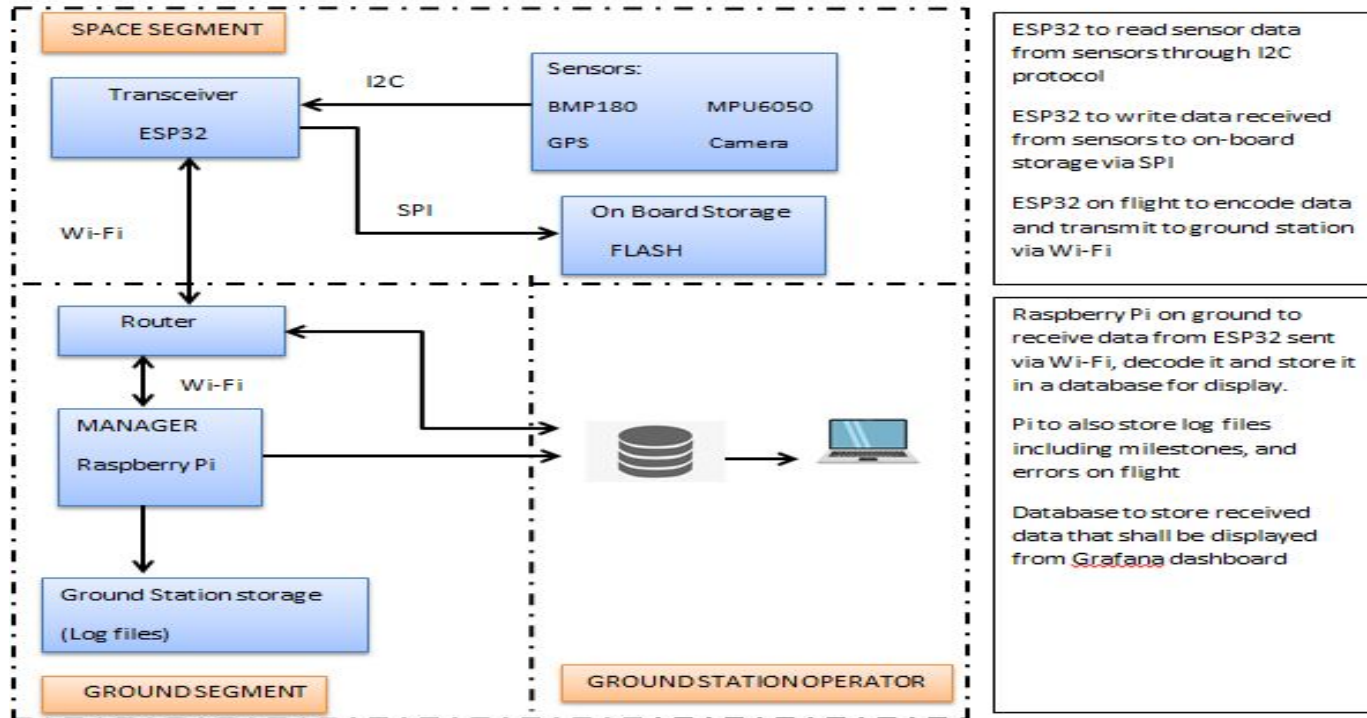 SPACE SEGMENT
Transceiver
ESP32
I2C
Sensors:
BMP180 MPU6050
GPS Camera
SPI
On Board Storage
FLASH
Wi-Fi
Router
Wi-Fi
MANAGER
Raspberry Pi
Ground Station storage
(Log files)
GROUND SEGMENT
GROUND STATION OPERATOR
ESP32 to read sensor data
from sensors through I2C
protocol
ESP32 to write data received
from sensors to on-board
storage via SPI
ESP32 on flight to encode data
and transmit to ground station
via Wi-Fi
Raspberry Pi on ground to
receive data from ESP32 sent
via Wi-Fi, decode it and store it
in a database for display.
Pi to also store log files
including milestones, and
errors on flight
Database to store received
data that shall be displayed
from Grafana dashboard